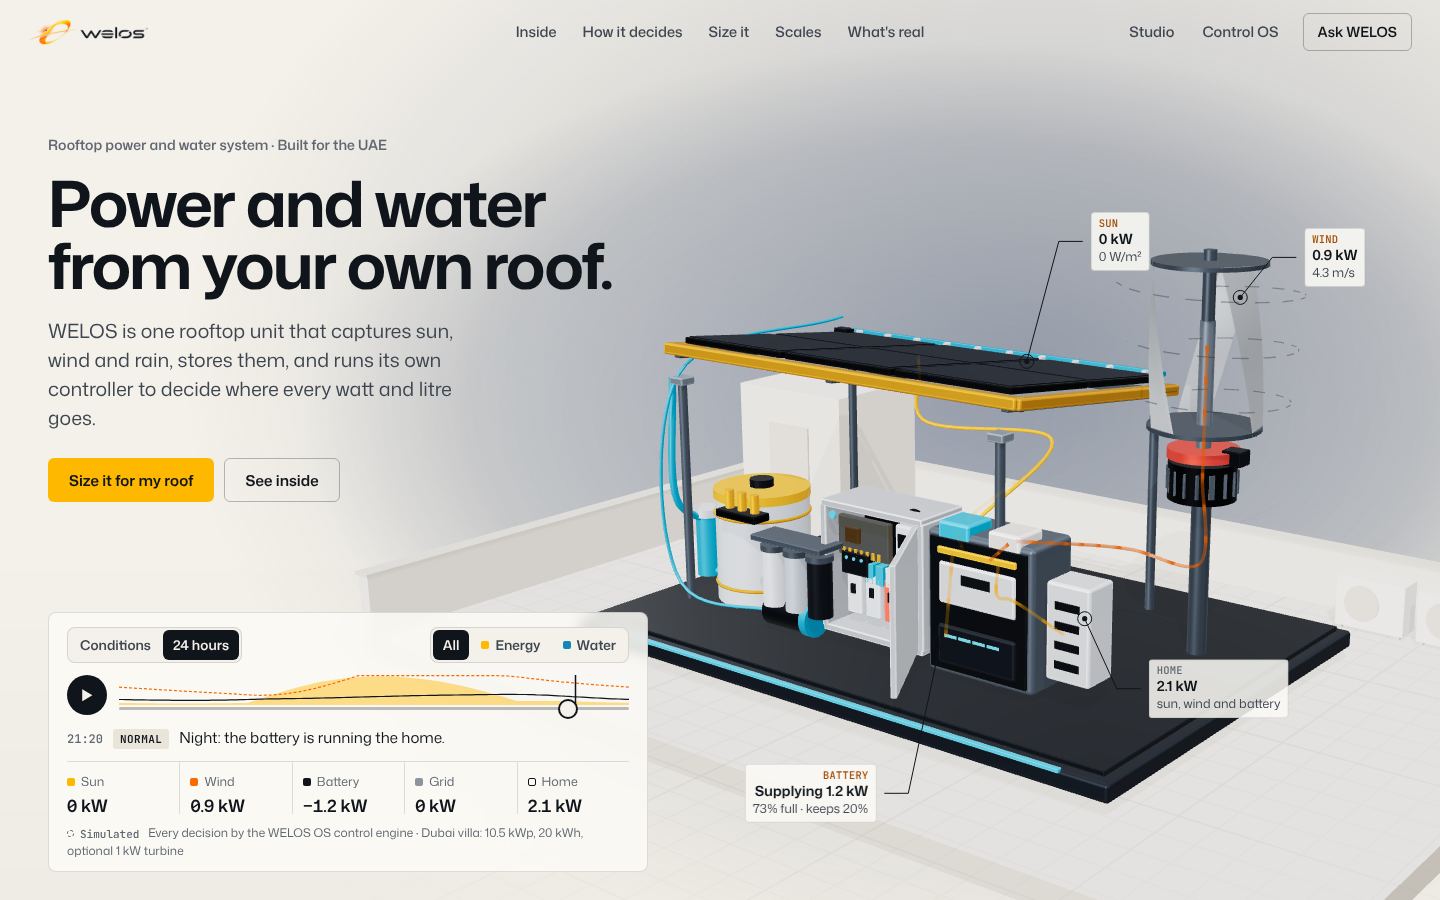 welos
Inside
How it decides
Size it
Scales
What's real
Studio
Control OS
Ask WELOS
Rooftop power and water system · Built for the UAE
Power and water
from your own roof.
WELOS is one rooftop unit that captures sun,
wind and rain, stores them, and runs its own
controller to decide where every watt and litre
goes.
Size it for my roof
See inside
SUN
0 kW
0 W/m²
WIND
0.9 kW
4.3 m/s
HOME
2.1 kW
sun, wind and battery
BATTERY
Supplying 1.2 kW
73% full · keeps 20%
Conditions
24 hours
All
Energy
Water
21:20 NORMAL Night: the battery is running the home.
Sun
0 kW
Wind
0.9 kW
Battery
−1.2 kW
Grid
0 kW
Home
2.1 kW
Simulated Every decision by the WELOS OS control engine · Dubai villa: 10.5 kWp, 20 kWh,
optional 1 kW turbine